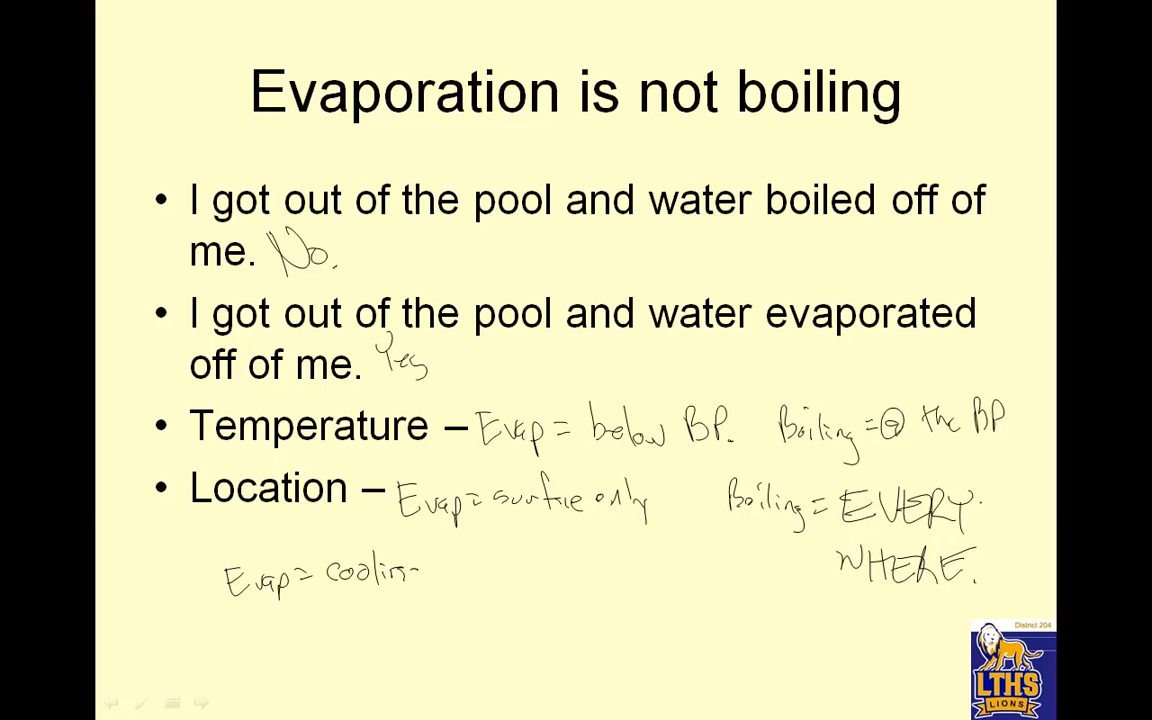 Evaporation is not boiling
• I got out of the pool and water boiled off of
me. No.
• I got out of the pool and water evaporated
off of me. Yes
• Temperature – Evap = below BP. Boiling = @ the BP
• Location – Evap = surface only Boiling = EVERY
WHERE.
Evap = cooling
District 204
LTHS
LIONS